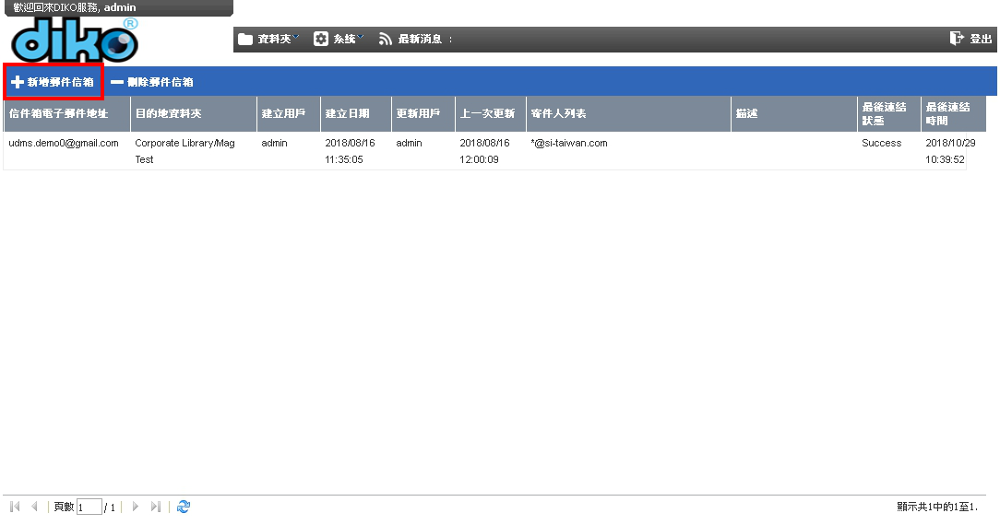 歡迎回來DIKO服務, admin
diko®
資料夾 系統 最新消息 : 登出
新增郵件信箱 刪除郵件信箱
信件箱電子郵件地址 目的地資料夾 建立用戶 建立日期 更新用戶 上一次更新 寄件人列表 描述 最後連結
狀態 最後連結
時間
udms.demo0@gmail.com Corporate Library/Mag
Test admin 2018/08/16
11:35:05 admin 2018/08/16
12:00:09 *@si-taiwan.com Success 2018/10/29
10:39:52
頁數 1 / 1 顯示共1中的1至1.